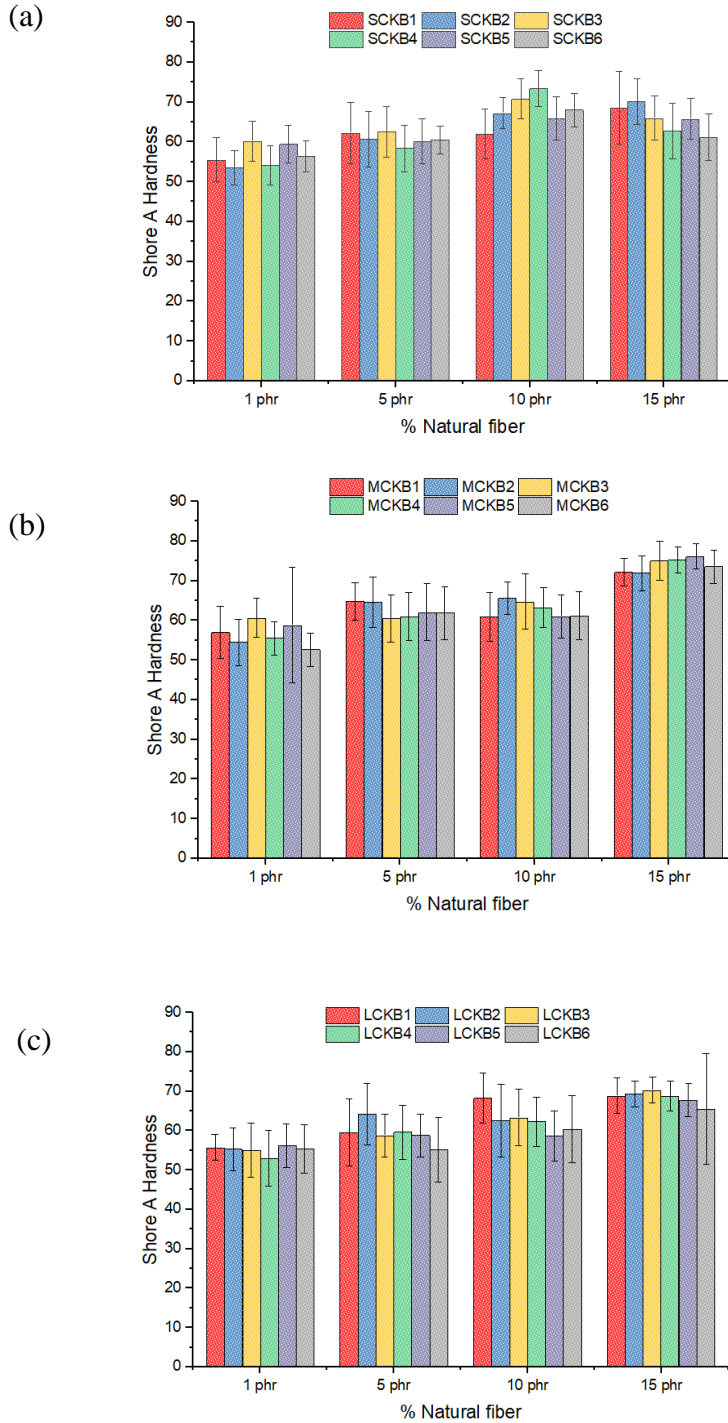 (a)
SCKB1 SCKB2 SCKB3
SCKB4 SCKB5 SCKB6
90
80
70
60
50
40
30
20
10
0
Shore A Hardness
1 phr 5 phr 10 phr 15 phr
% Natural fiber
(b)
MCKB1 MCKB2 MCKB3
MCKB4 MCKB5 MCKB6
90
80
70
60
50
40
30
20
10
0
Shore A Hardness
1 phr 5 phr 10 phr 15 phr
% Natural fiber
(c)
LCKB1 LCKB2 LCKB3
LCKB4 LCKB5 LCKB6
90
80
70
60
50
40
30
20
10
0
Shore A Hardness
1 phr 5 phr 10 phr 15 phr
% Natural fiber